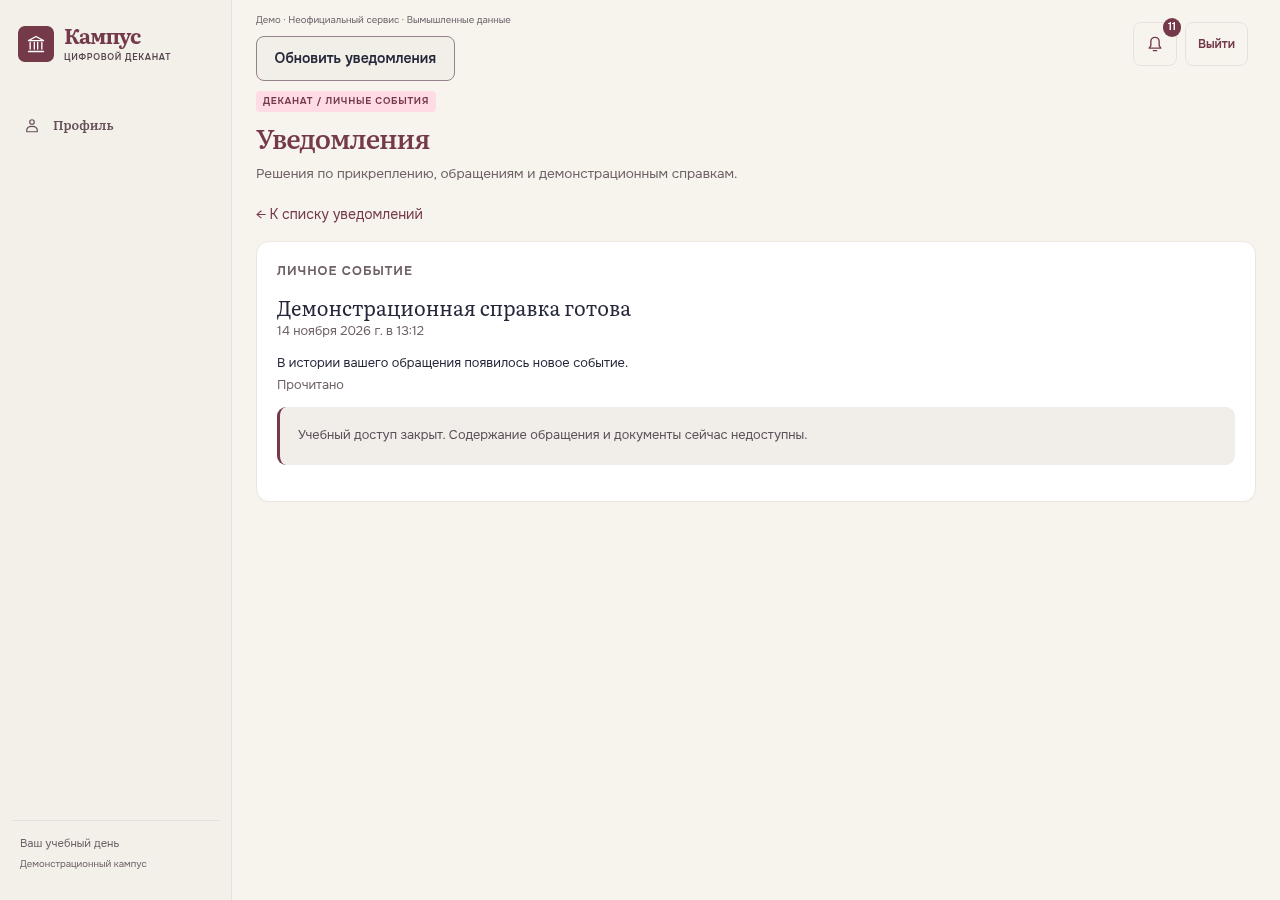 Кампус
ЦИФРОВОЙ ДЕКАНАТ
Профиль
Ваш учебный день
Демонстрационный кампус
Демо · Неофициальный сервис · Вымышленные данные
Обновить уведомления
11
Выйти
ДЕКАНАТ / ЛИЧНЫЕ СОБЫТИЯ
Уведомления
Решения по прикреплению, обращениям и демонстрационным справкам.
← К списку уведомлений
ЛИЧНОЕ СОБЫТИЕ
Демонстрационная справка готова
14 ноября 2026 г. в 13:12
В истории вашего обращения появилось новое событие.
Прочитано
Учебный доступ закрыт. Содержание обращения и документы сейчас недоступны.